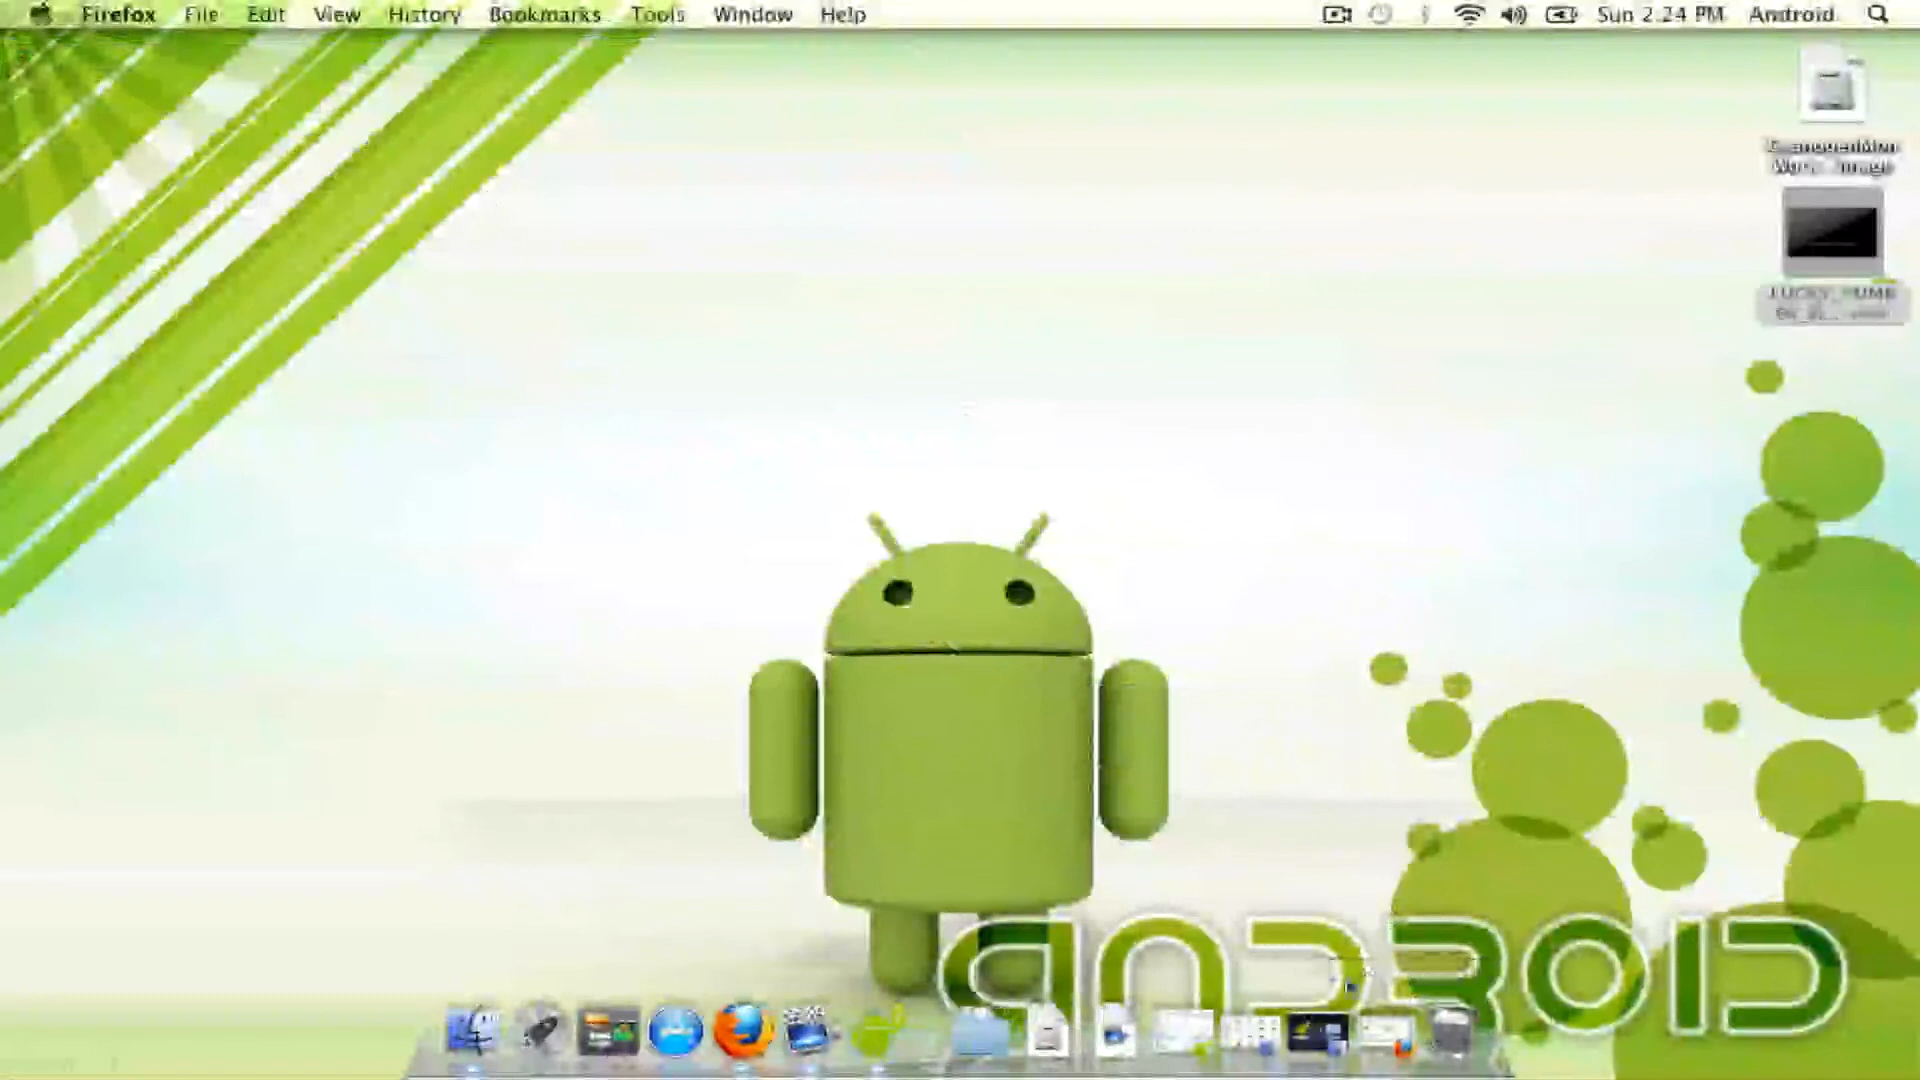 Firefox File Edit View History Bookmarks Tools Window Help
Sun 2:24 PM Android
ANDROID